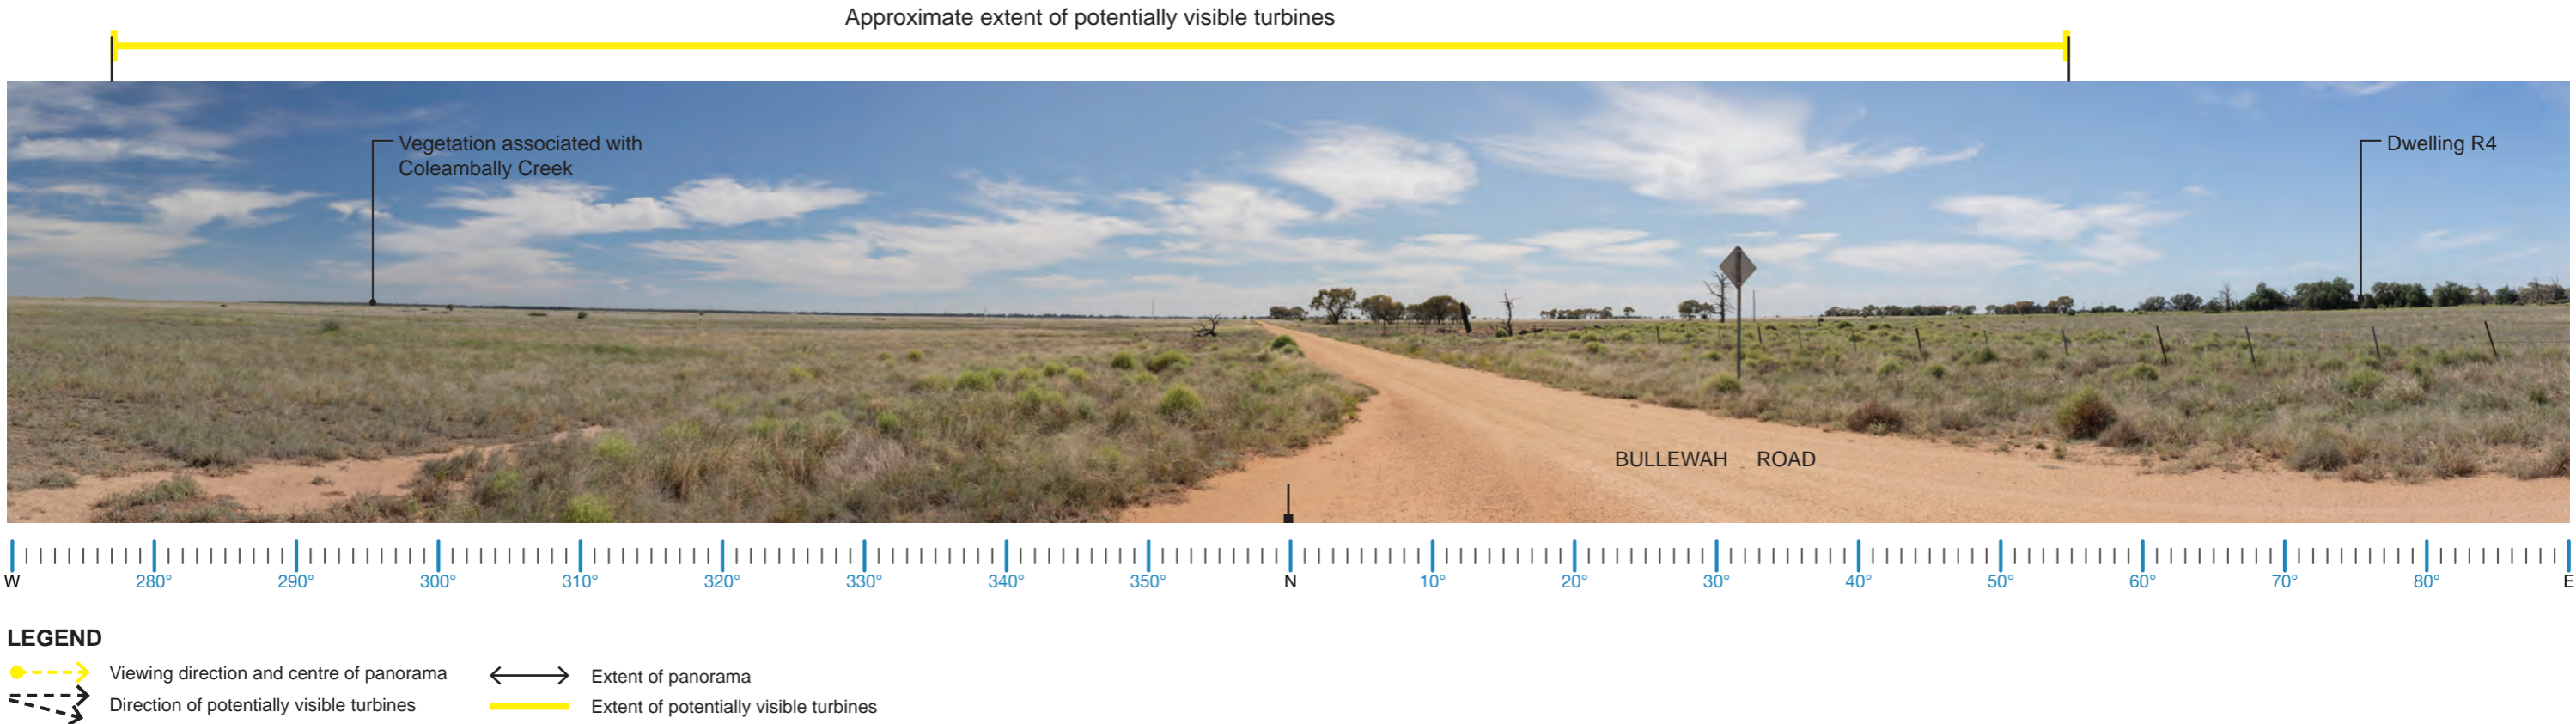 Approximate extent of potentially visible turbines
Vegetation associated with
Coleambally Creek
Dwelling R4
BULLEWAH ROAD
W 280° 290° 300° 310° 320° 330° 340° 350° N 10° 20° 30° 40° 50° 60° 70° 80° E
LEGEND
Viewing direction and centre of panorama
Direction of potentially visible turbines
Extent of panorama
Extent of potentially visible turbines